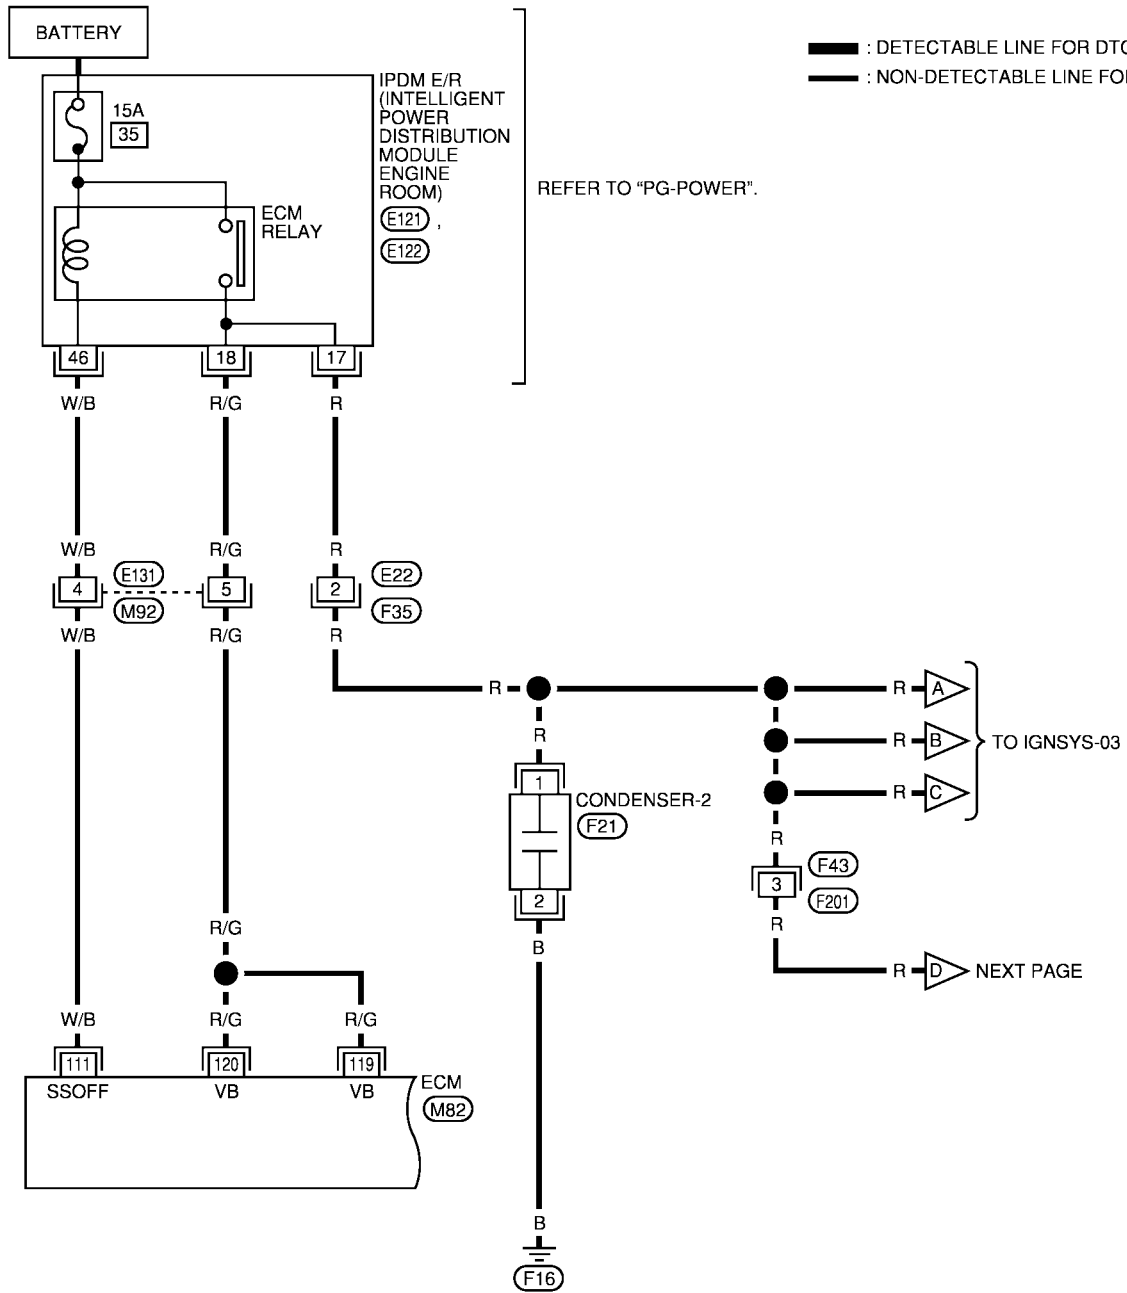 BATTERY
: DETECTABLE LINE FOR DTC
: NON-DETECTABLE LINE FO
15A
35
IPDM E/R
(INTELLIGENT
POWER
DISTRIBUTION
MODULE
ENGINE
ROOM)
E121 ,
E122
REFER TO “PG-POWER”.
ECM
RELAY
46 18 17
W/B R/G R
W/B R/G R
4 E131 5 2 E22
M92 F35
W/B R/G R
R R A
R R B TO IGNSYS-03
1
CONDENSER-2
R C
F21
R
F43
3
F201
2
R
R/G B
R D NEXT PAGE
W/B R/G R/G
111 120 119
SSOFF VB VB
ECM
M82
B
F16